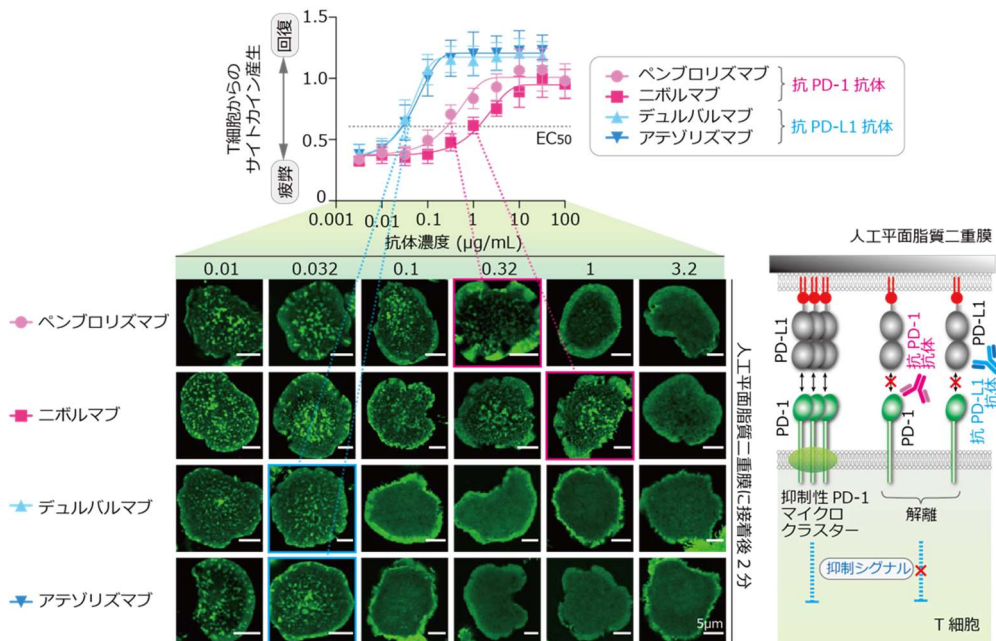 回復
疲弊
T細胞からの
サイトカイン産生
1.5
1.0
0.5
0
EC50
0.001
0.01
0.1
1
10
100
抗体濃度 (μg/mL)
ペンブロリズマブ
ニボルマブ
抗 PD-1 抗体
デュルバルマブ
アテゾリズマブ
抗 PD-L1 抗体
0.01 0.032 0.1 0.32 1 3.2
ペンブロリズマブ
ニボルマブ
デュルバルマブ
アテゾリズマブ
5μm
人工平面脂質二重膜に接着後 2 分
人工平面脂質二重膜
PD-L1
抗 PD-1
抗体
PD-L1
抗 PD-L1
抗体
PD-1
PD-1
抑制性 PD-1
マイクロ
クラスター
解離
抑制シグナル
T 細胞